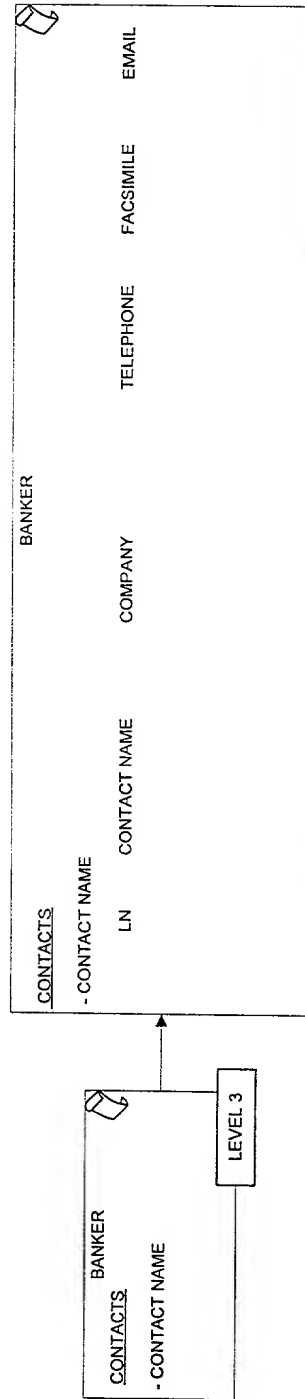 BANKER
CONTACTS
- CONTACT NAME
LEVEL 3
BANKER
CONTACTS
- CONTACT NAME
LN CONTACT NAME COMPANY TELEPHONE FACSIMILE EMAIL